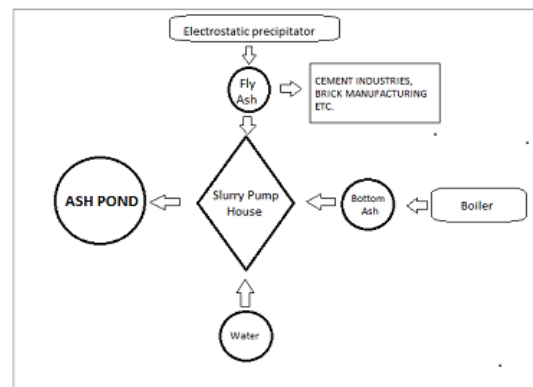 Electrostatic precipitator
Fly
Ash
CEMENT INDUSTRIES,
BRICK MANUFACTURING
ETC.
ASH POND
Slurry Pump
House
Bottom
Ash
Boiler
Water